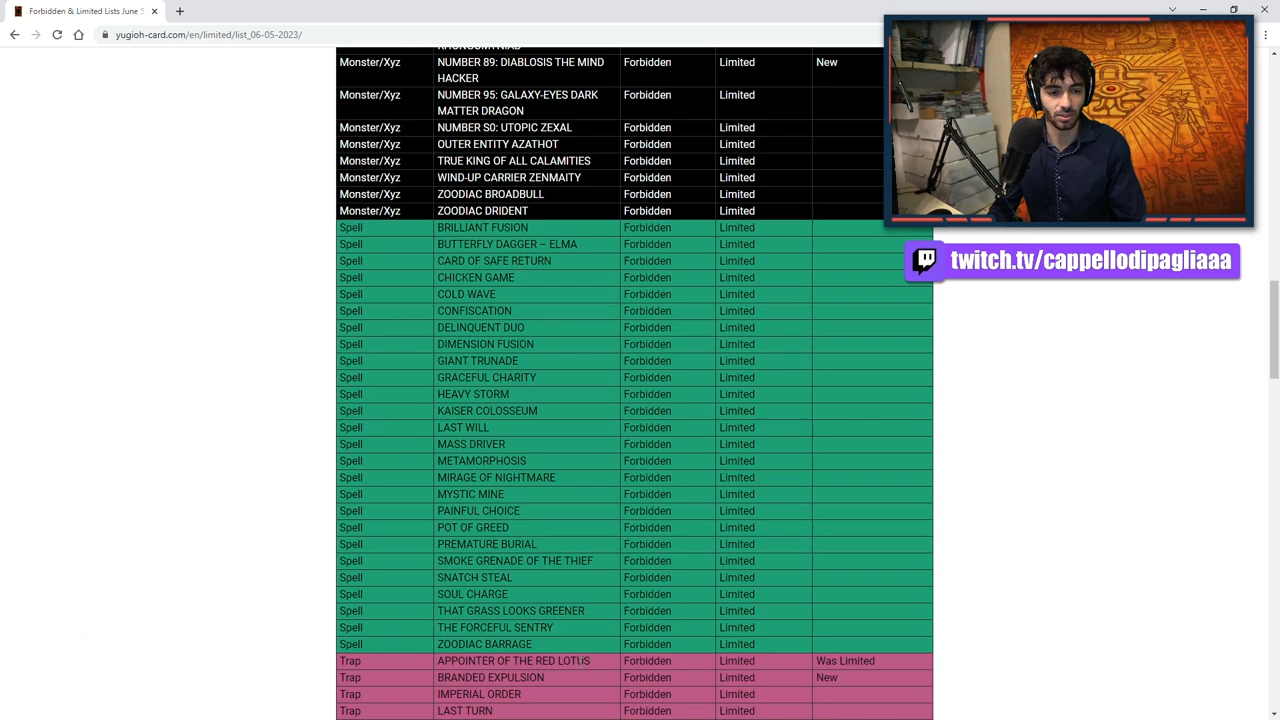 Forbidden & Limited Lists June 5
yugioh-card.com/en/limited/list_06-05-2023/
Monster/Xyz NUMBER 89: DIABLOSIS THE MIND HACKER Forbidden Limited New
Monster/Xyz NUMBER 95: GALAXY-EYES DARK MATTER DRAGON Forbidden Limited
Monster/Xyz NUMBER S0: UTOPIC ZEXAL Forbidden Limited
Monster/Xyz OUTER ENTITY AZATHOT Forbidden Limited
Monster/Xyz TRUE KING OF ALL CALAMITIES Forbidden Limited
Monster/Xyz WIND-UP CARRIER ZENMAITY Forbidden Limited
Monster/Xyz ZOODIAC BROADBULL Forbidden Limited
Monster/Xyz ZOODIAC DRIDENT Forbidden Limited
Spell BRILLIANT FUSION Forbidden Limited
Spell BUTTERFLY DAGGER – ELMA Forbidden Limited
twitch.tv/cappellodipagliaaa
Spell CARD OF SAFE RETURN Forbidden Limited
Spell CHICKEN GAME Forbidden Limited
Spell COLD WAVE Forbidden Limited
Spell CONFISCATION Forbidden Limited
Spell DELINQUENT DUO Forbidden Limited
Spell DIMENSION FUSION Forbidden Limited
Spell GIANT TRUNADE Forbidden Limited
Spell GRACEFUL CHARITY Forbidden Limited
Spell HEAVY STORM Forbidden Limited
Spell KAISER COLOSSEUM Forbidden Limited
Spell LAST WILL Forbidden Limited
Spell MASS DRIVER Forbidden Limited
Spell METAMORPHOSIS Forbidden Limited
Spell MIRAGE OF NIGHTMARE Forbidden Limited
Spell MYSTIC MINE Forbidden Limited
Spell PAINFUL CHOICE Forbidden Limited
Spell POT OF GREED Forbidden Limited
Spell PREMATURE BURIAL Forbidden Limited
Spell SMOKE GRENADE OF THE THIEF Forbidden Limited
Spell SNATCH STEAL Forbidden Limited
Spell SOUL CHARGE Forbidden Limited
Spell THAT GRASS LOOKS GREENER Forbidden Limited
Spell THE FORCEFUL SENTRY Forbidden Limited
Spell ZOODIAC BARRAGE Forbidden Limited
Trap APPOINTER OF THE RED LOTUS Forbidden Limited Was Limited
Trap BRANDED EXPULSION Forbidden Limited New
Trap IMPERIAL ORDER Forbidden Limited
Trap LAST TURN Forbidden Limited